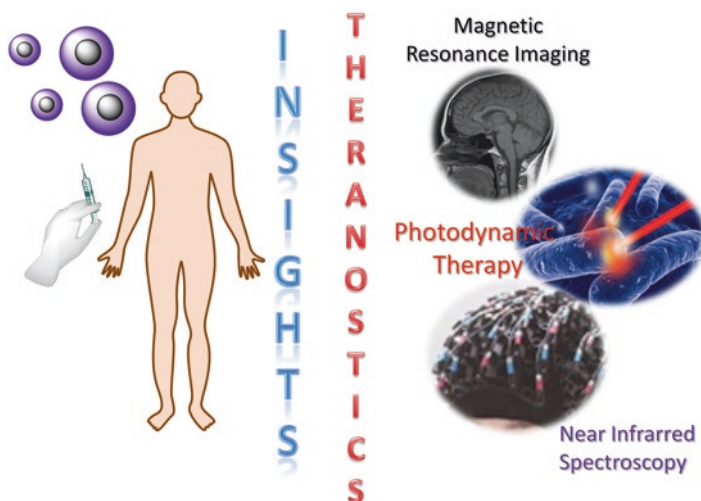 INSIGHTS
THERANOSTICS
Magnetic
Resonance Imaging
Photodynamic
Therapy
Near Infrarred
Spectroscopy